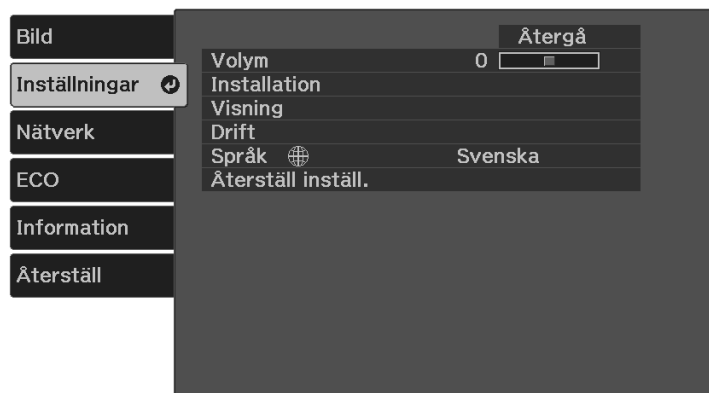 Bild
Inställningar
Nätverk
ECO
Information
Återställ
Återgå
Volym 0
Installation
Visning
Drift
Språk Svenska
Återställ inställ.